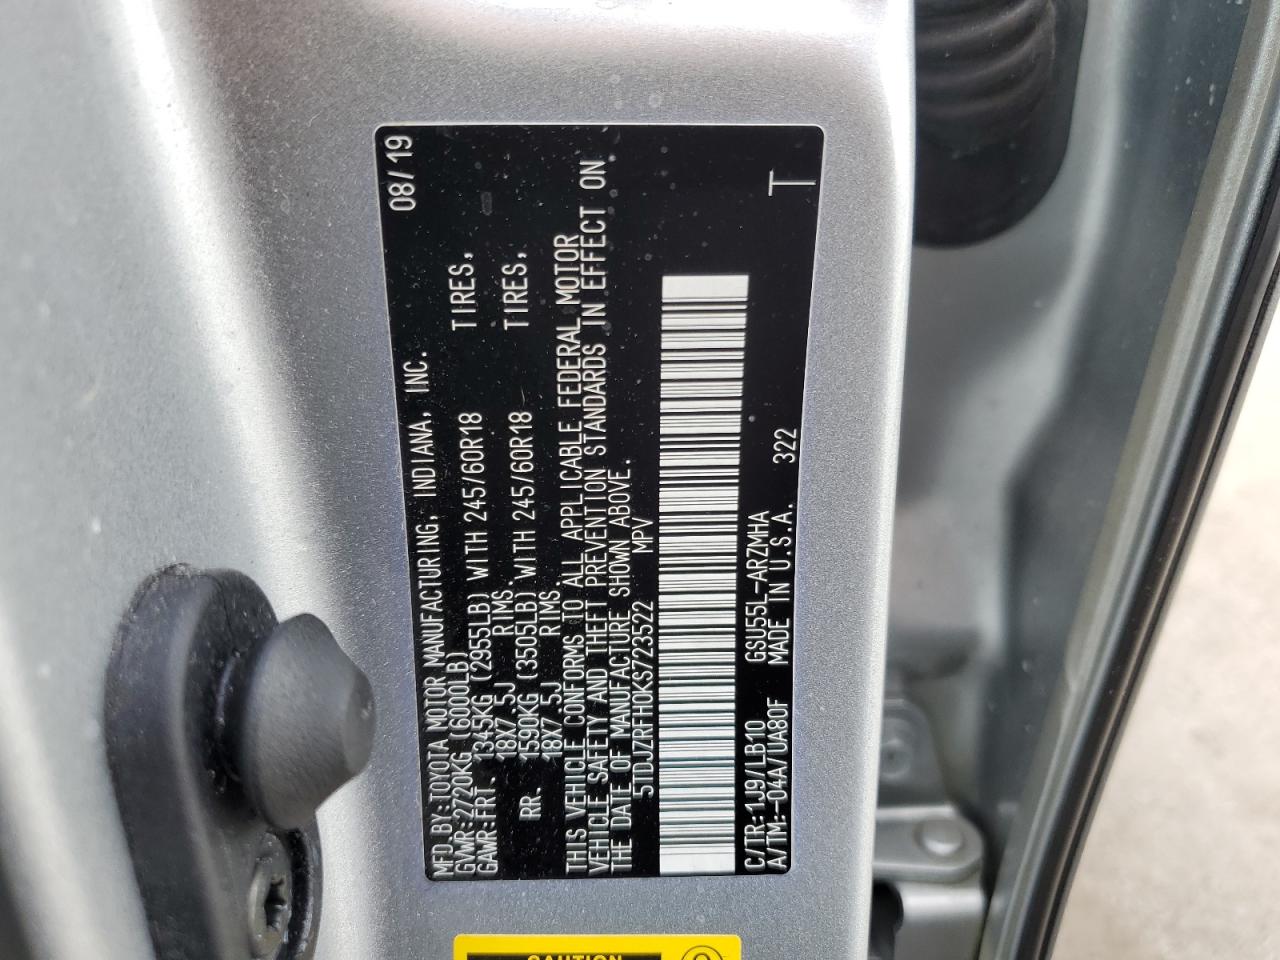 MFD.BY:TOYOTA MOTOR MANUFACTURING, INDIANA, INC. 08/19
GVWR:2720KG (6000LB)
GAWR:FRT. 1345KG (2955LB) WITH 245/60R18 TIRES,
18X7.5J RIMS.
RR. 1590KG (3505LB) WITH 245/60R18 TIRES,
18X7.5J RIMS.
THIS VEHICLE CONFORMS TO ALL APPLICABLE FEDERAL MOTOR
VEHICLE SAFETY AND THEFT PREVENTION STANDARDS IN EFFECT ON
THE DATE OF MANUFACTURE SHOWN ABOVE.
5TDJZRFH0KS723522 MPV
C/TR:1J9/LB10 GSU55L-ARZMHA
A/TM:-04A/UA80F MADE IN U.S.A. 322 T
CAUTION